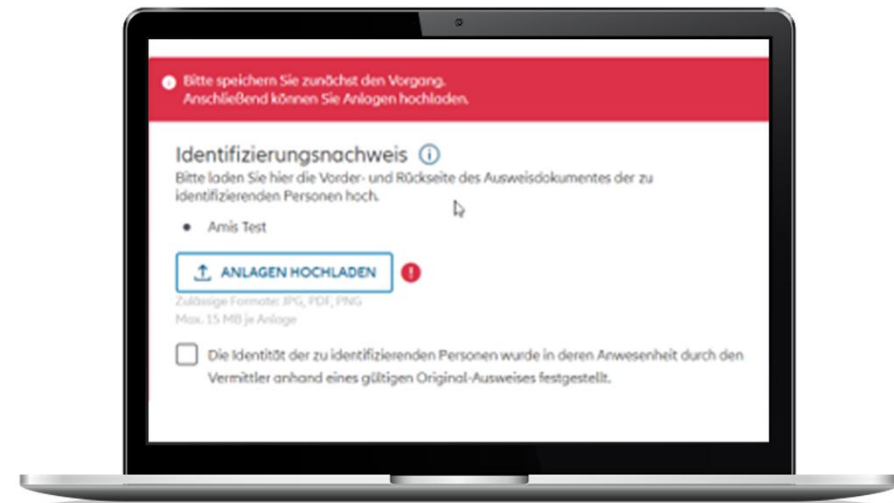 Bitte speichern Sie zunächst den Vorgang.
Anschließend können Sie Anlagen hochladen.
Identifizierungsnachweis
Bitte laden Sie hier die Vorder- und Rückseite des Ausweisdokumentes der zu
identifizierenden Personen hoch.
• Amis Test
ANLAGEN HOCHLADEN
Zulässige Formate: JPG, PDF, PNG
Max. 15 MB je Anlage
Die Identität der zu identifizierenden Personen wurde in deren Anwesenheit durch den
Vermittler anhand eines gültigen Original-Ausweises festgestellt.